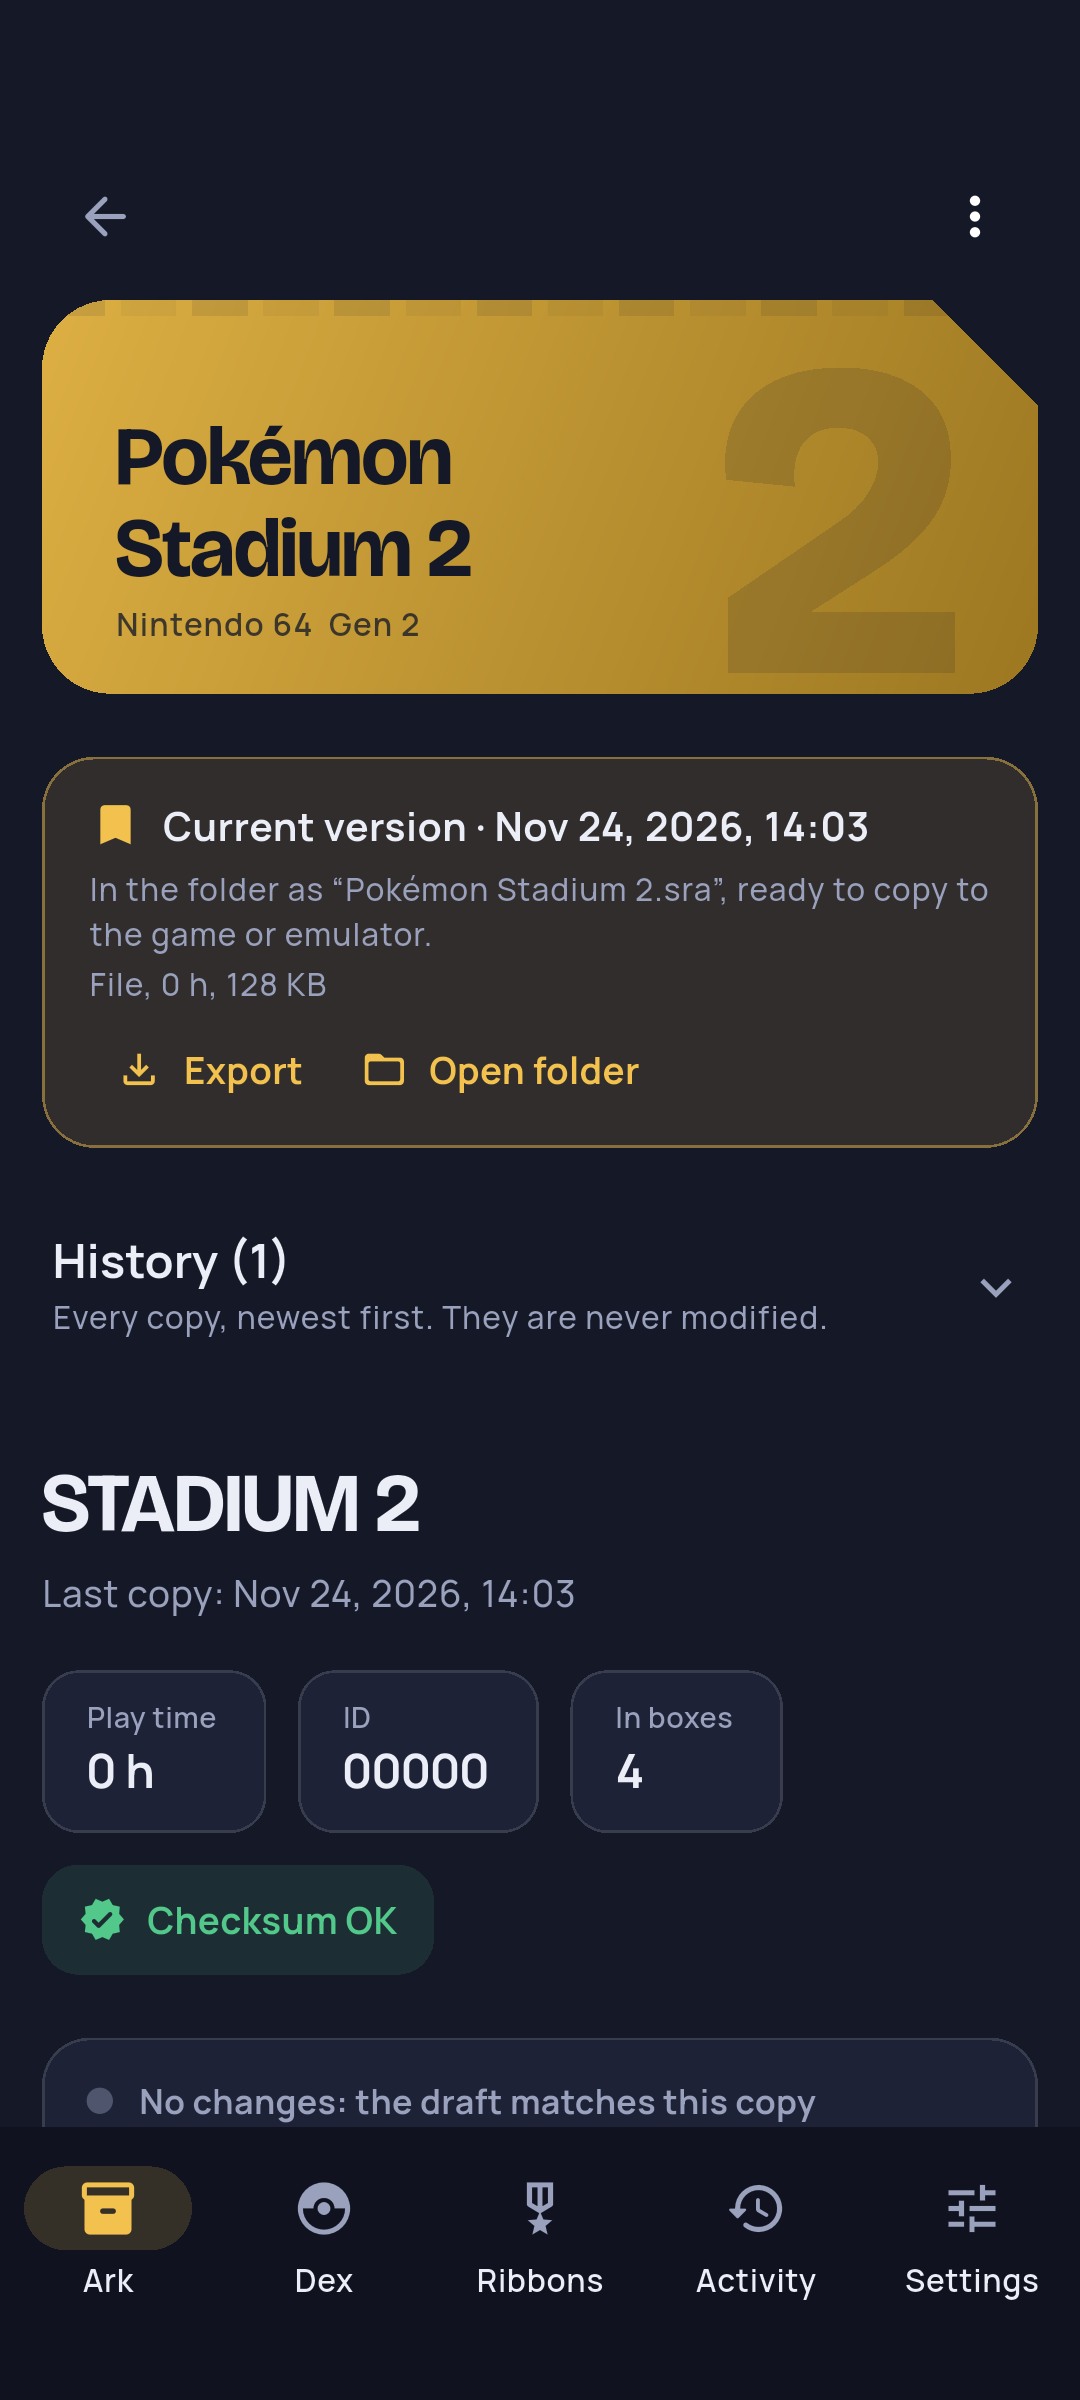 Pokémon
Stadium 2
Nintendo 64 Gen 2
2
Current version · Nov 24, 2026, 14:03
In the folder as “Pokémon Stadium 2.sra”, ready to copy to
the game or emulator.
File, 0 h, 128 KB
Export Open folder
History (1)
Every copy, newest first. They are never modified.
STADIUM 2
Last copy: Nov 24, 2026, 14:03
Play time ID In boxes
0 h 00000 4
Checksum OK
No changes: the draft matches this copy
Ark Dex Ribbons Activity Settings